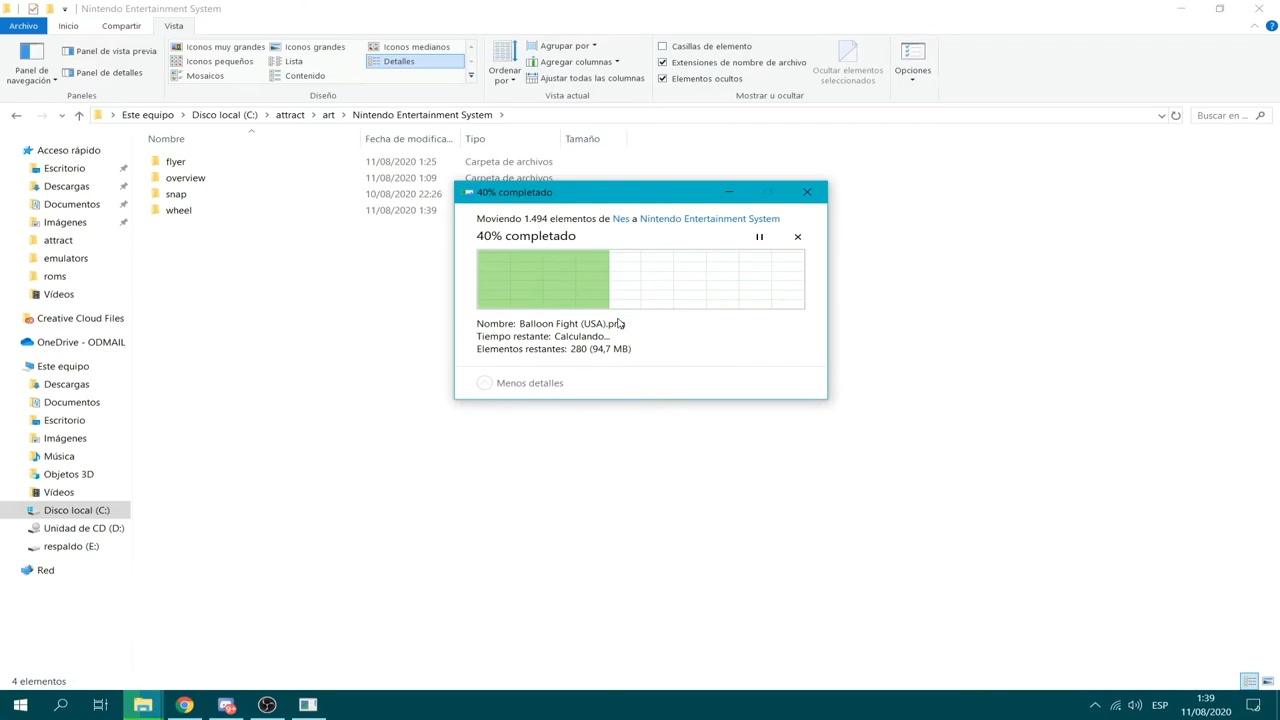 Nintendo Entertainment System
Archivo Inicio Compartir Vista
Panel de navegación
Panel de vista previa
Panel de detalles
Paneles
Iconos muy grandes Iconos grandes Iconos medianos
Iconos pequeños Lista Detalles
Mosaicos Contenido
Diseño
Ordenar por
Agrupar por
Agregar columnas
Ajustar todas las columnas
Vista actual
Casillas de elemento
Extensiones de nombre de archivo
Elementos ocultos
Ocultar elementos seleccionados
Mostrar u ocultar
Opciones
Este equipo Disco local (C:) attract art Nintendo Entertainment System
Buscar en ...
Nombre Fecha de modifica... Tipo Tamaño
flyer 11/08/2020 1:25 Carpeta de archivos
overview 11/08/2020 1:09 Carpeta de archivos
snap 10/08/2020 22:26
wheel 11/08/2020 1:39
Acceso rápido
Escritorio
Descargas
Documentos
Imágenes
attract
emulators
roms
Vídeos
Creative Cloud Files
OneDrive - ODMAIL
Este equipo
Descargas
Documentos
Escritorio
Imágenes
Música
Objetos 3D
Vídeos
Disco local (C:)
Unidad de CD (D:)
respaldo (E:)
Red
40% completado
Moviendo 1.494 elementos de Nes a Nintendo Entertainment System
40% completado
Nombre: Balloon Fight (USA).png
Tiempo restante: Calculando...
Elementos restantes: 280 (94,7 MB)
Menos detalles
4 elementos
ESP
1:39
11/08/2020